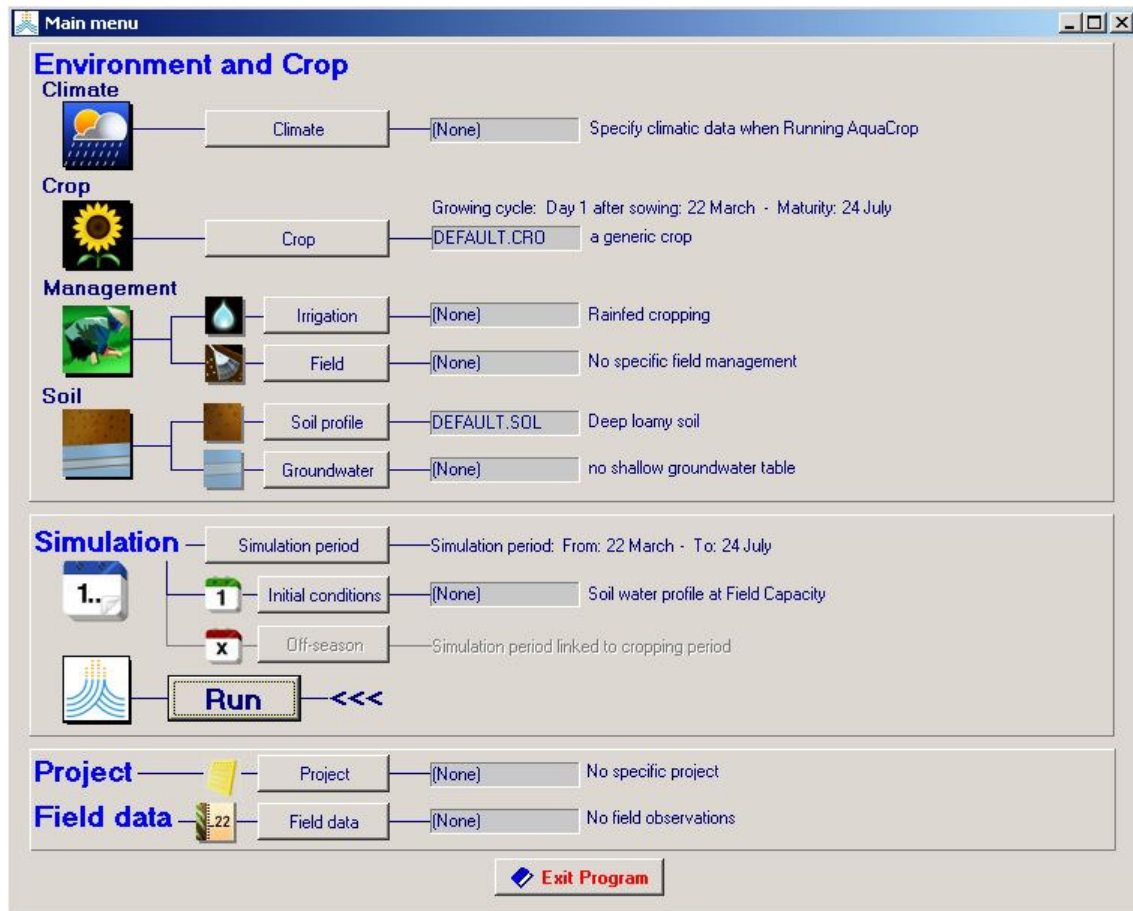 Main menu
Environment and Crop
Climate
Climate (None) Specify climatic data when Running AquaCrop
Crop
Growing cycle: Day 1 after sowing: 22 March - Maturity: 24 July
Crop DEFAULT.CRO a generic crop
Management
Irrigation (None) Rainfed cropping
Field (None) No specific field management
Soil
Soil profile DEFAULT.SOL Deep loamy soil
Groundwater (None) no shallow groundwater table
Simulation Simulation period Simulation period: From: 22 March - To: 24 July
1.. 1 Initial conditions (None) Soil water profile at Field Capacity
x Off-season Simulation period linked to cropping period
Run <<<
Project Project (None) No specific project
Field data ..22 Field data (None) No field observations
Exit Program